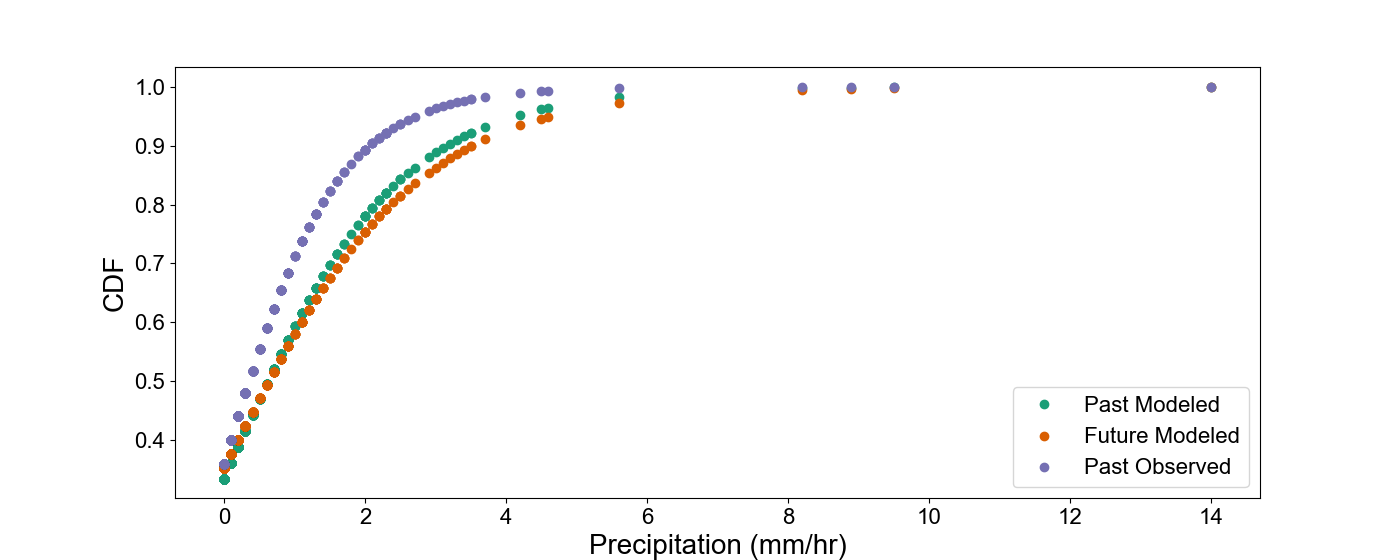 1.0
0.9
0.8
0.7
0.6
0.5
0.4
CDF
0 2 4 6 8 10 12 14
Precipitation (mm/hr)
Past Modeled
Future Modeled
Past Observed